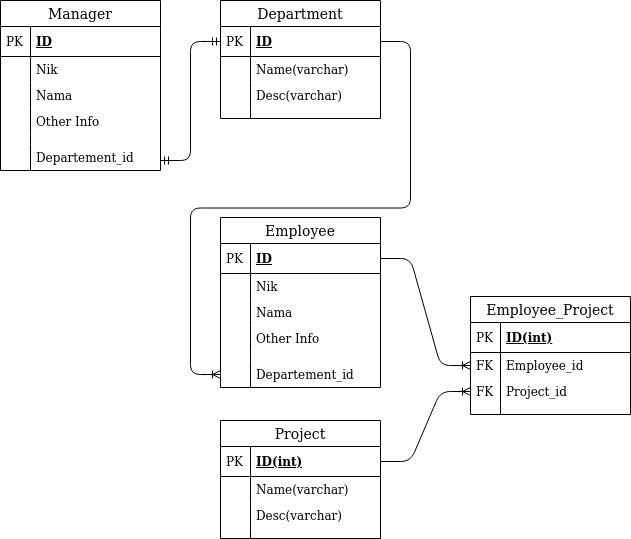 Manager
PK ID
Nik
Nama
Other Info
Departement_id
Department
PK ID
Name(varchar)
Desc(varchar)
Employee
PK ID
Nik
Nama
Other Info
Departement_id
Employee_Project
PK ID(int)
FK Employee_id
FK Project_id
Project
PK ID(int)
Name(varchar)
Desc(varchar)